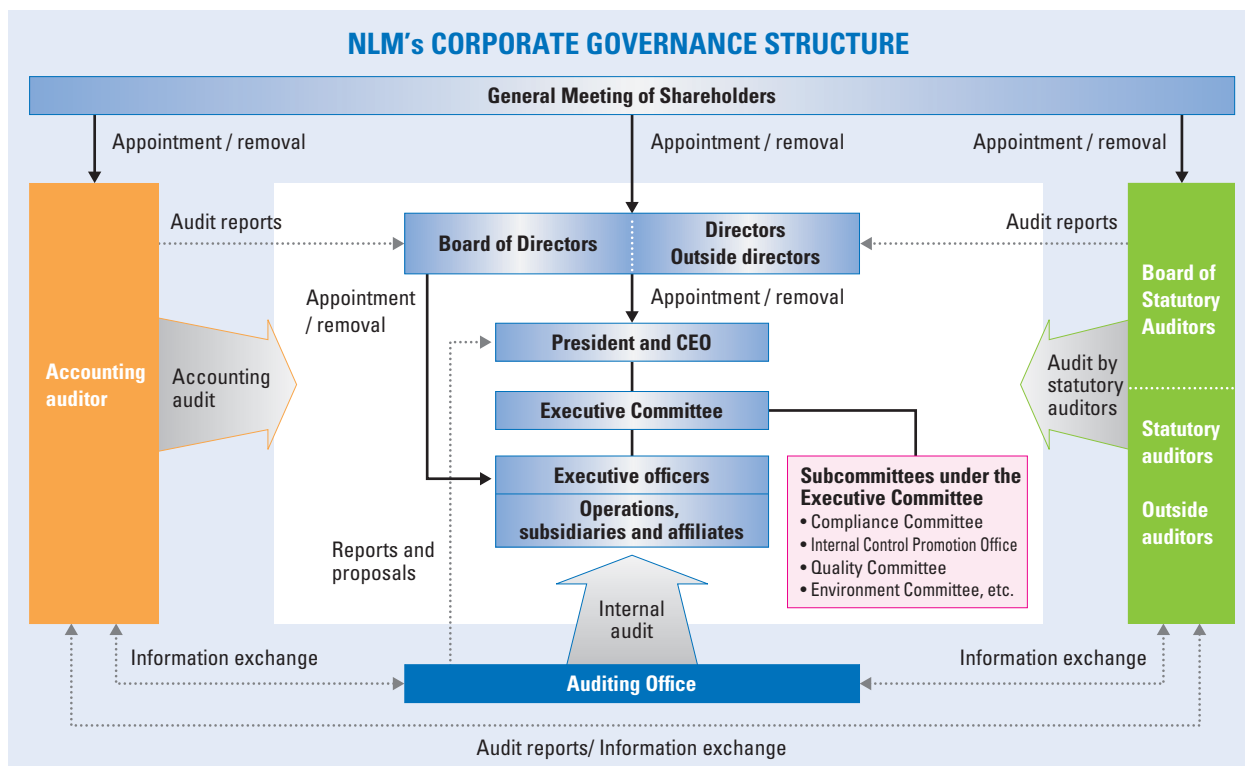 NLM's CORPORATE GOVERNANCE STRUCTURE
General Meeting of Shareholders
Appointment / removal
Appointment / removal
Appointment / removal
Audit reports
Board of Directors
Directors
Outside directors
Audit reports
Board of
Statutory
Auditors
Appointment
/ removal
Appointment / removal
President and CEO
Accounting
auditor
Accounting
audit
Audit by
statutory
auditors
Executive Committee
Statutory
auditors
Outside
auditors
Executive officers
Operations,
subsidiaries and affiliates
Subcommittees under the
Executive Committee
• Compliance Committee
• Internal Control Promotion Office
• Quality Committee
• Environment Committee, etc.
Reports and
proposals
Internal
audit
Information exchange
Information exchange
Auditing Office
Audit reports/ Information exchange